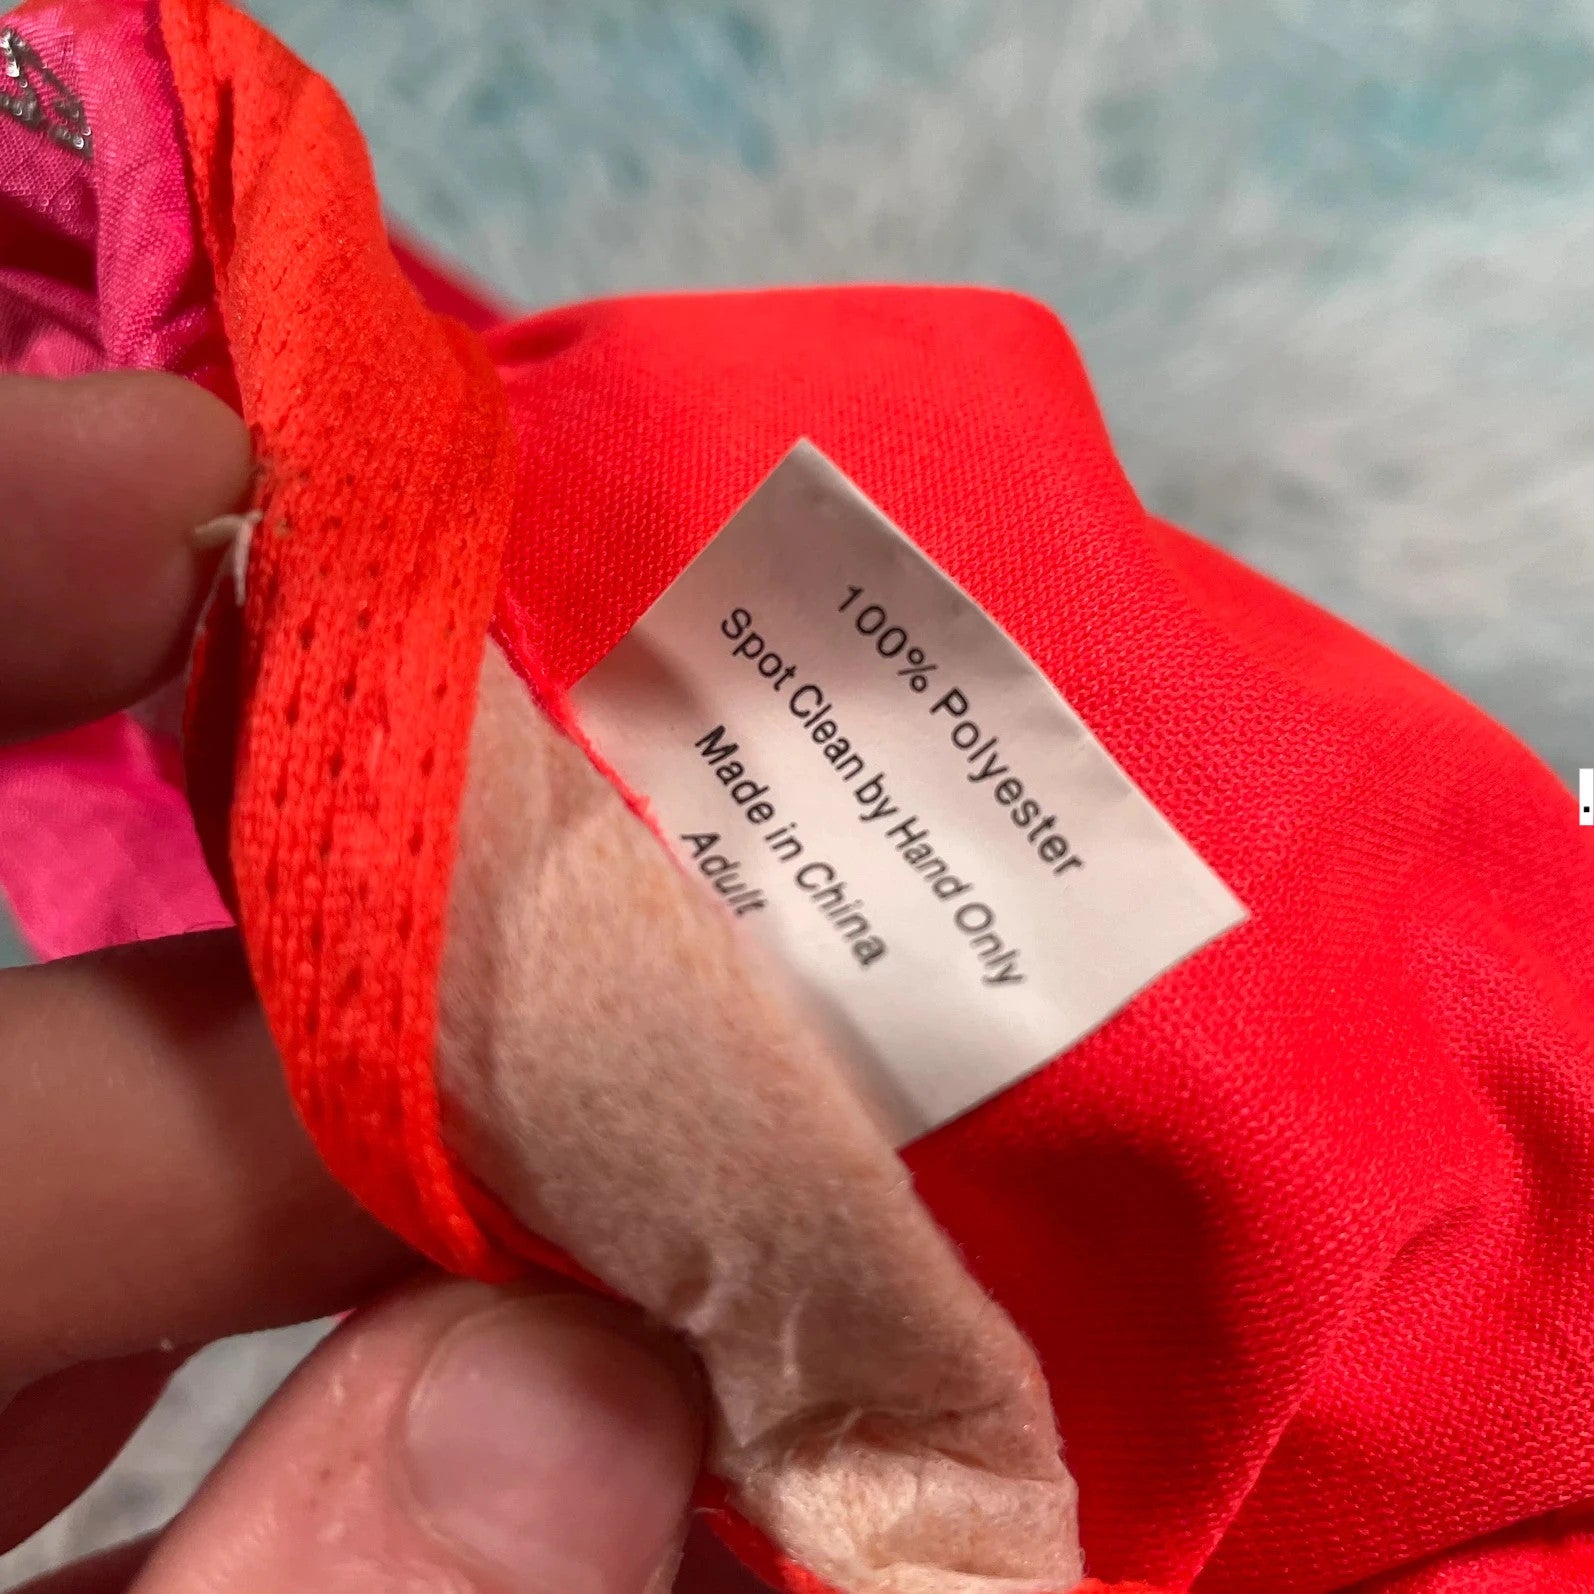 100% Polyester
Spot Clean by Hand Only
Made in China
Adult